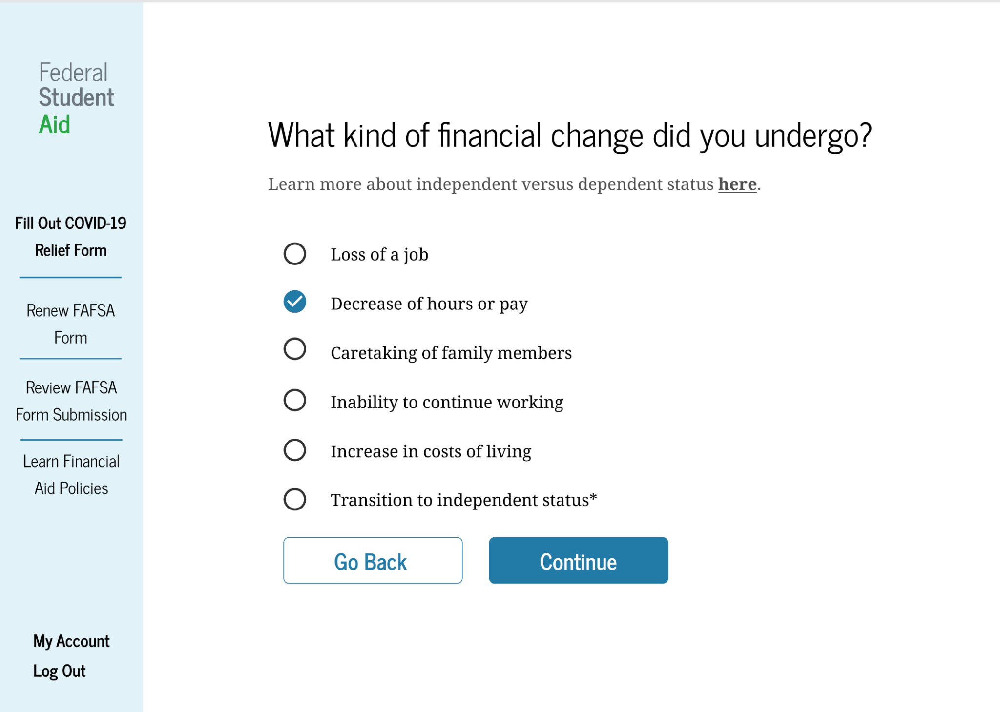 Federal
Student
Aid
Fill Out COVID-19
Relief Form
Renew FAFSA
Form
Review FAFSA
Form Submission
Learn Financial
Aid Policies
My Account
Log Out
What kind of financial change did you undergo?
Learn more about independent versus dependent status here.
Loss of a job
Decrease of hours or pay
Caretaking of family members
Inability to continue working
Increase in costs of living
Transition to independent status*
Go Back
Continue